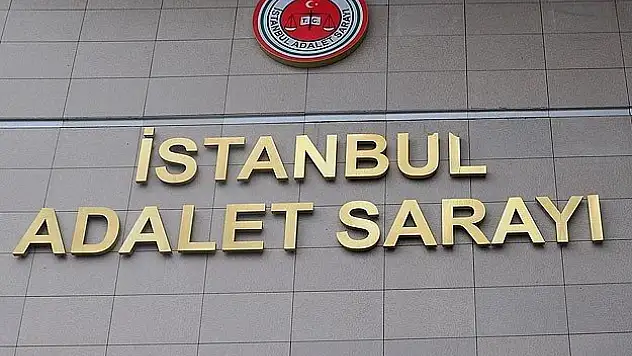 T.C.
İSTANBUL ADALET SARAYI
İSTANBUL
ADALET SARAYI